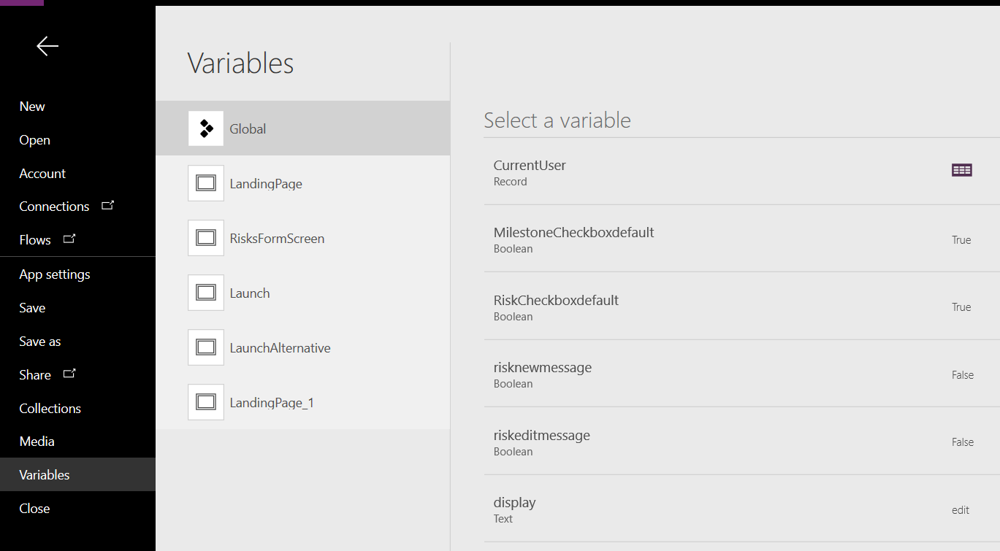 New
Open
Account
Connections
Flows
App settings
Save
Save as
Share
Collections
Media
Variables
Close
Variables
Global
LandingPage
RisksFormScreen
Launch
LaunchAlternative
LandingPage_1
Select a variable
CurrentUser
Record
MilestoneCheckboxdefault
Boolean
True
RiskCheckboxdefault
Boolean
True
risknewmessage
Boolean
False
riskeditmessage
Boolean
False
display
Text
edit